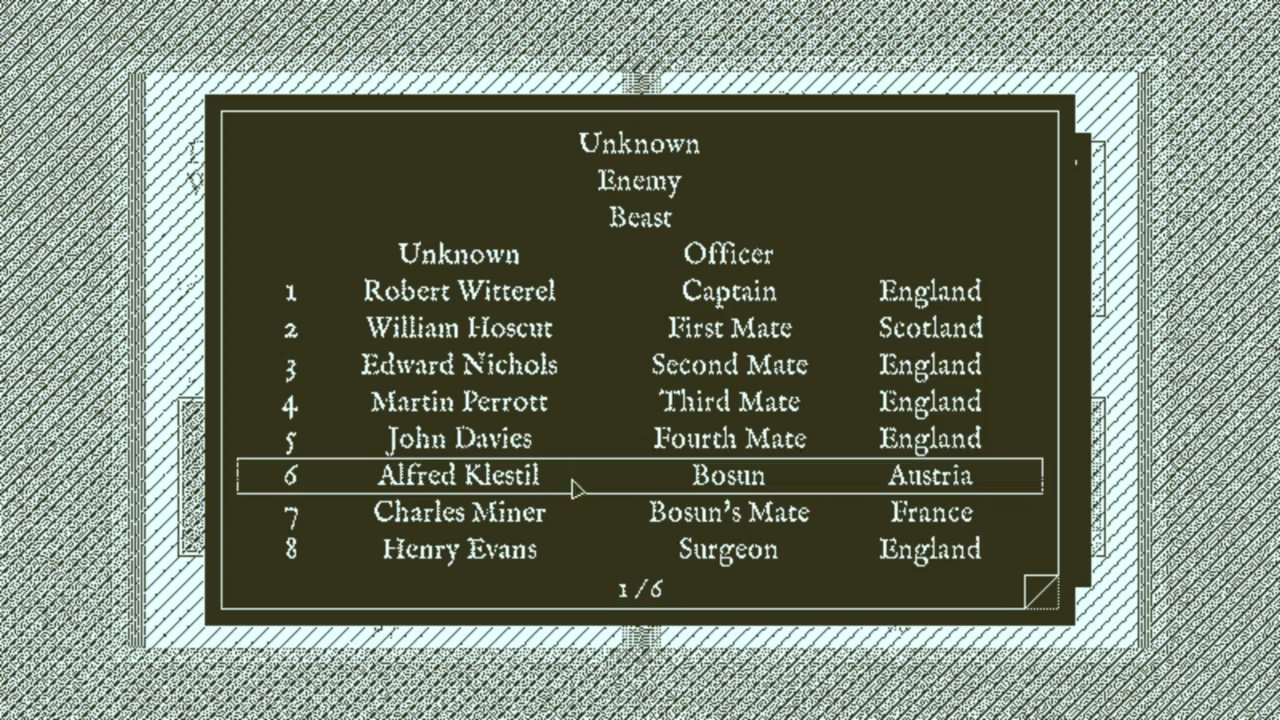 Unknown
Enemy
Beast
Unknown Officer
1 Robert Witterel Captain England
2 William Hoscut First Mate Scotland
3 Edward Nichols Second Mate England
4 Martin Perrott Third Mate England
5 John Davies Fourth Mate England
6 Alfred Klestil Bosun Austria
7 Charles Miner Bosun's Mate France
8 Henry Evans Surgeon England
1/6